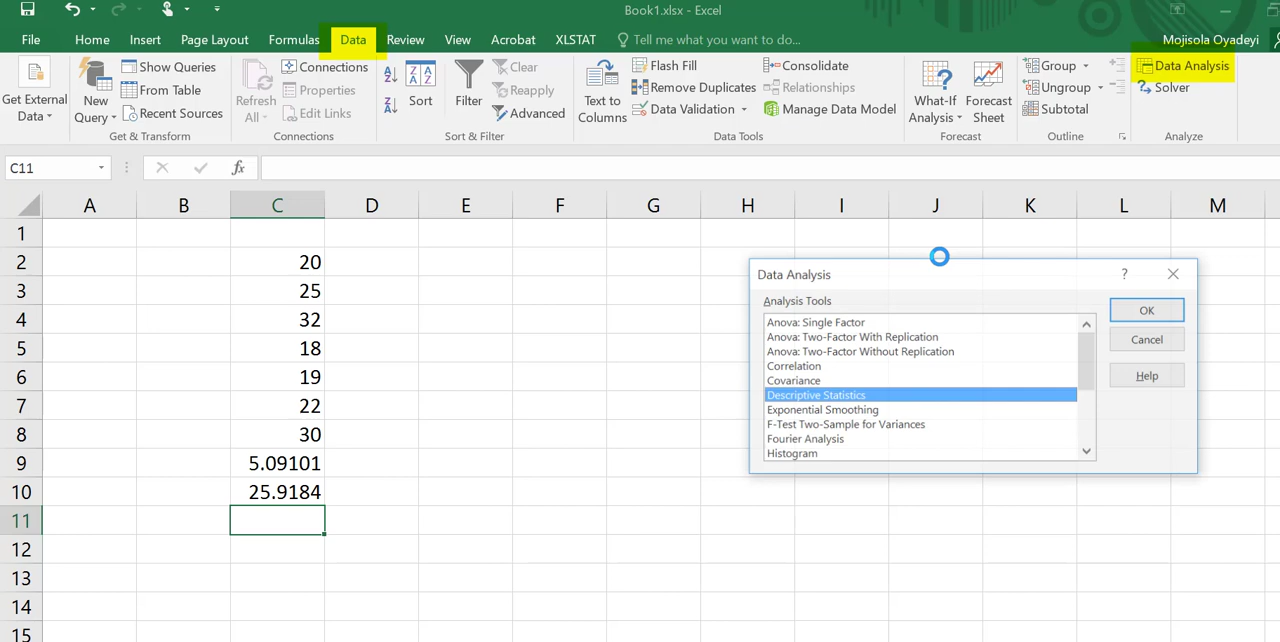 Book1.xlsx - Excel
File Home Insert Page Layout Formulas Data Review View Acrobat XLSTAT Tell me what you want to do... Mojisola Oyadeyi
Get External Data
New Query
Show Queries
From Table
Recent Sources
Get & Transform
Refresh All
Connections
Properties
Edit Links
Connections
Sort
Filter
Clear
Reapply
Advanced
Sort & Filter
Text to Columns
Flash Fill
Remove Duplicates
Data Validation
Consolidate
Relationships
Manage Data Model
Data Tools
What-If Analysis
Forecast Sheet
Forecast
Group
Ungroup
Subtotal
Outline
Data Analysis
Solver
Analyze
C11 fx
A B C D E F G H I J K L M
1
2 20
3 25
4 32
5 18
6 19
7 22
8 30
9 5.09101
10 25.9184
11
12
13
14
15
Data Analysis ?
Analysis Tools
Anova: Single Factor
Anova: Two-Factor With Replication
Anova: Two-Factor Without Replication
Correlation
Covariance
Descriptive Statistics
Exponential Smoothing
F-Test Two-Sample for Variances
Fourier Analysis
Histogram
OK
Cancel
Help